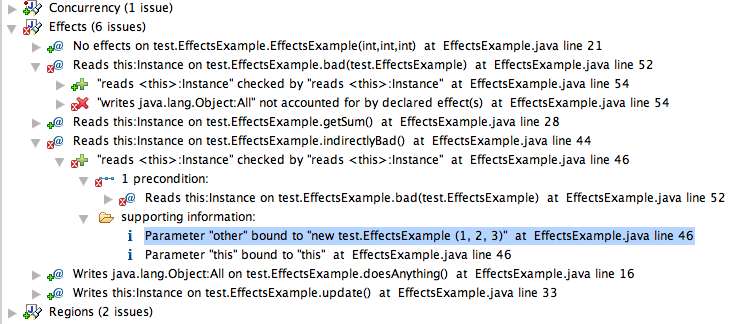 Concurrency (1 issue)
Effects (6 issues)
No effects on test.EffectsExample.EffectsExample(int,int,int) at EffectsExample.java line 21
Reads this:Instance on test.EffectsExample.bad(test.EffectsExample) at EffectsExample.java line 52
"reads <this>:Instance" checked by "reads <this>:Instance" at EffectsExample.java line 54
"writes java.lang.Object:All" not accounted for by declared effect(s) at EffectsExample.java line 54
Reads this:Instance on test.EffectsExample.getSum() at EffectsExample.java line 28
Reads this:Instance on test.EffectsExample.indirectlyBad() at EffectsExample.java line 44
"reads <this>:Instance" checked by "reads <this>:Instance" at EffectsExample.java line 46
1 precondition:
Reads this:Instance on test.EffectsExample.bad(test.EffectsExample) at EffectsExample.java line 52
supporting information:
Parameter "other" bound to "new test.EffectsExample (1, 2, 3)" at EffectsExample.java line 46
Parameter "this" bound to "this" at EffectsExample.java line 46
Writes java.lang.Object:All on test.EffectsExample.doesAnything() at EffectsExample.java line 16
Writes this:Instance on test.EffectsExample.update() at EffectsExample.java line 33
Regions (2 issues)